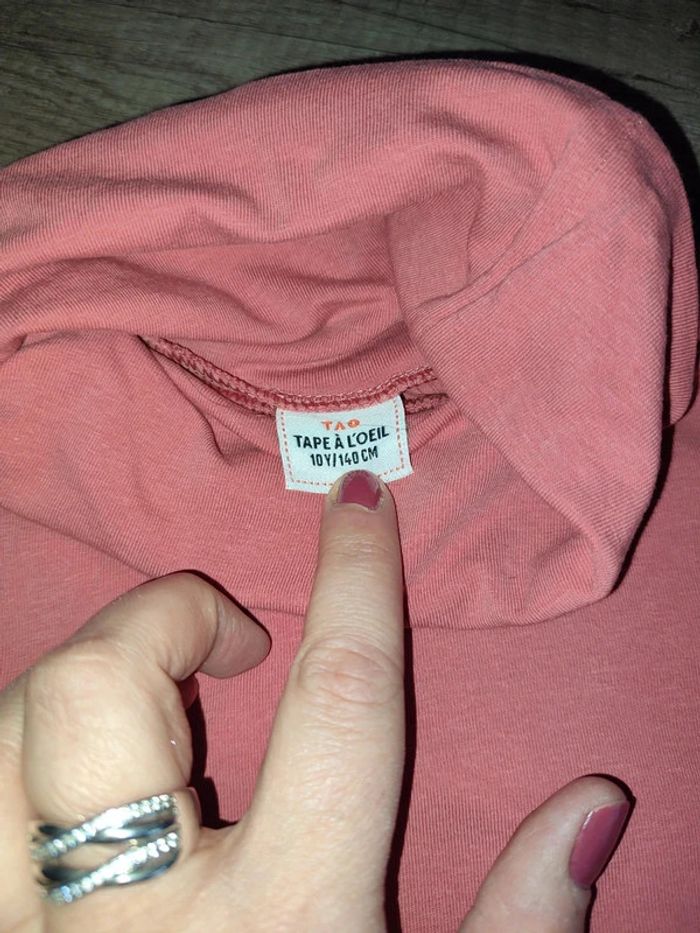 TAO
TAPE À L'OEIL
10Y/140CM